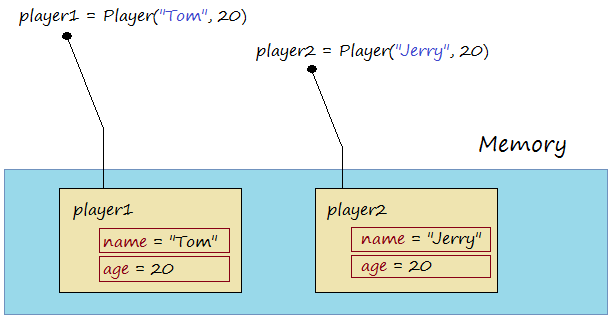 player1 = Player("Tom", 20)
player2 = Player("Jerry", 20)
Memory
player1
name = "Tom"
age = 20
player2
name = "Jerry"
age = 20